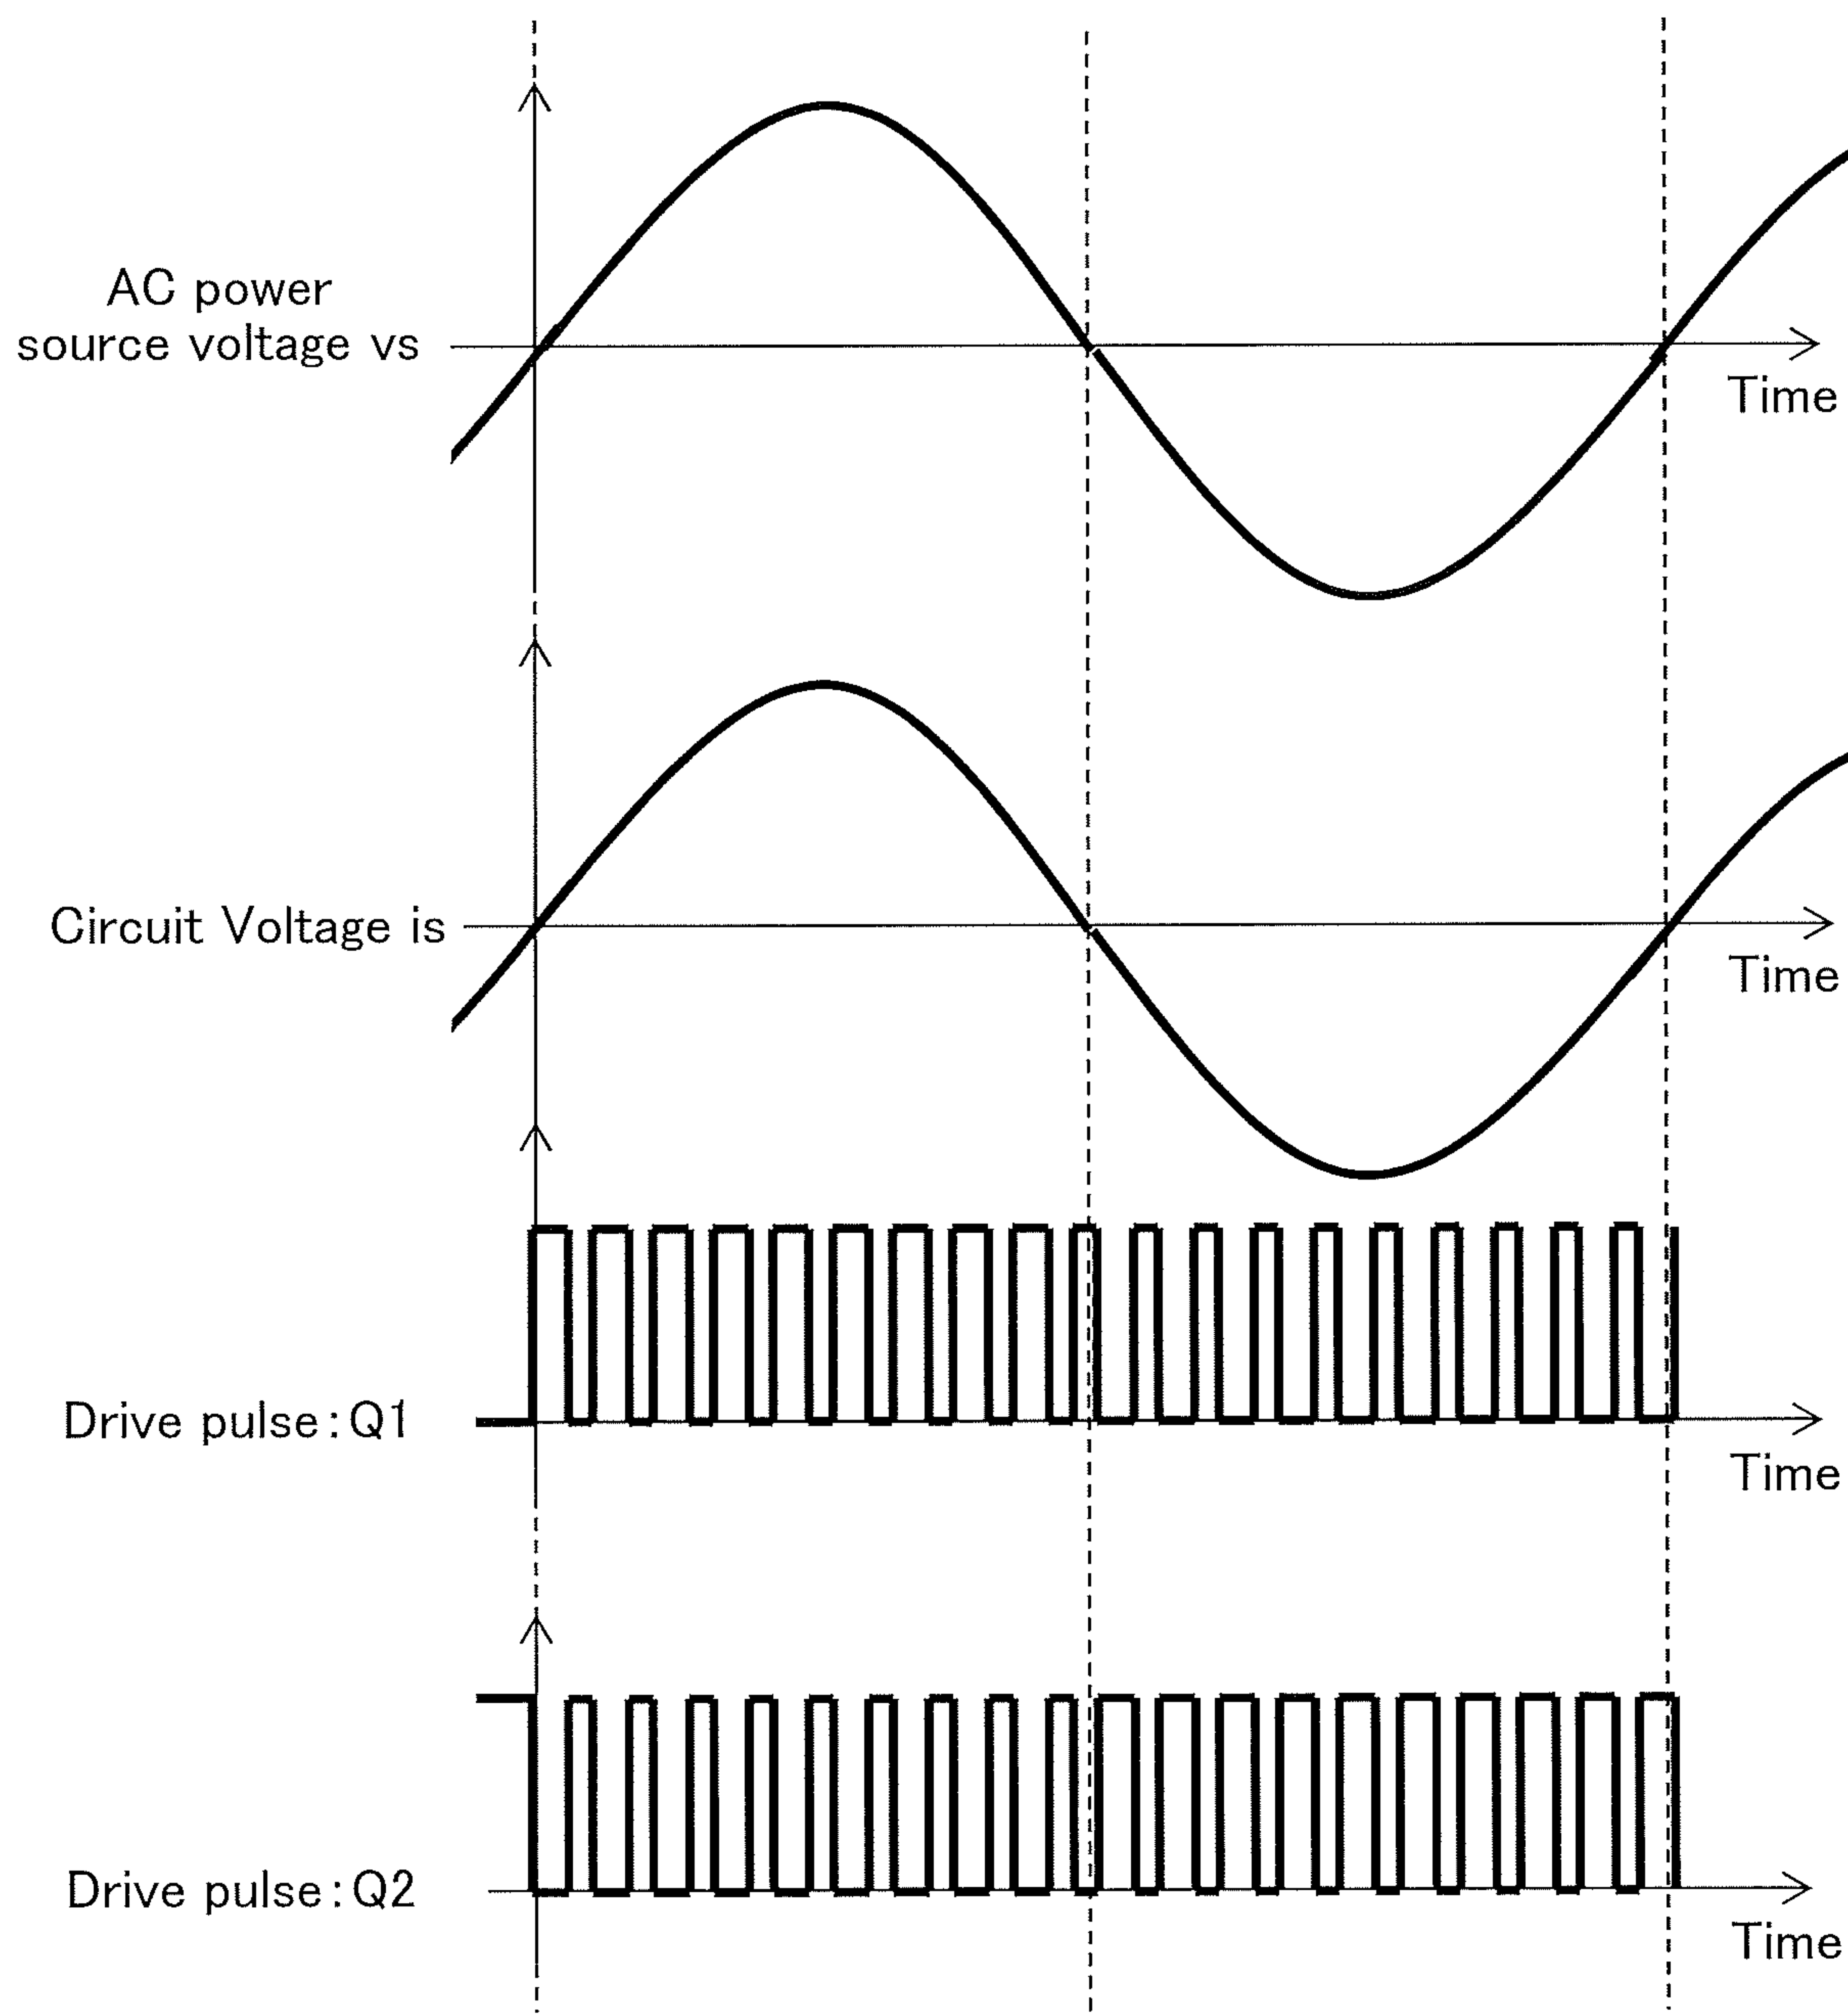 AC power
source voltage vs
Time
Circuit Voltage is
Time
Drive pulse:Q1
Time
Drive pulse:Q2
Time